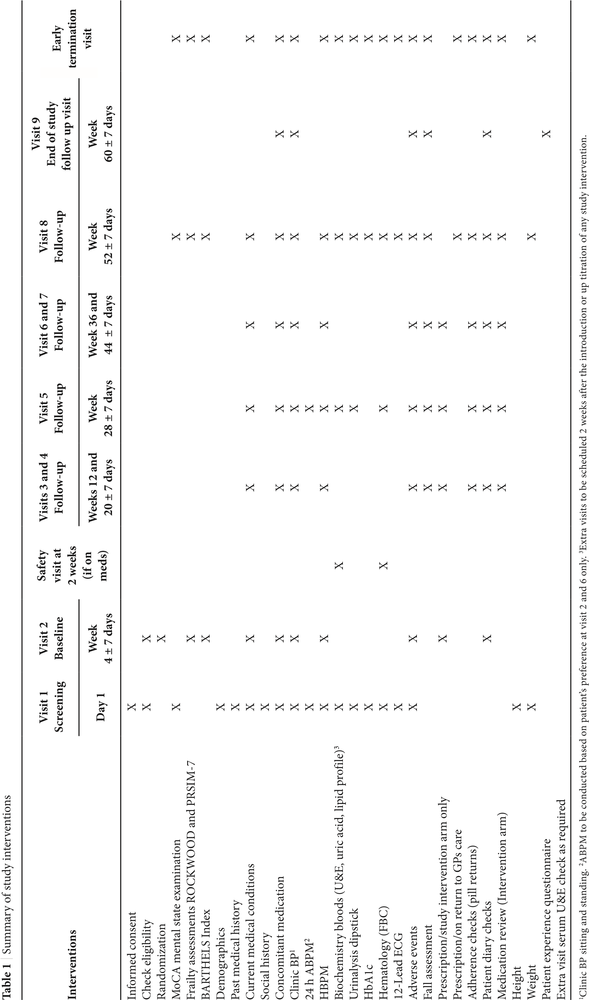 Table 1 | Summary of study interventions
Interventions Visit 1 Screening Visit 2 Baseline Safety visit at 2 weeks (if on meds) Visits 3 and 4 Follow-up Visit 5 Follow-up Visit 6 and 7 Follow-up Visit 8 Follow-up Visit 9 End of study follow up visit Early termination visit
Day 1 Week 4 ± 7 days Weeks 12 and 20 ± 7 days Week 28 ± 7 days Week 36 and 44 ± 7 days Week 52 ± 7 days Week 60 ± 7 days
Informed consent X
Check eligibility X X
Randomization X
MoCA mental state examination X X X
Frailty assessments ROCKWOOD and PRSIM-7 X X X
BARTHELS Index X X X
Demographics X
Past medical history X
Current medical conditions X X X X X X X
Social history X
Concomitant medication X X X X X X X X
Clinic BP¹ X X X X X X X X
24 h ABPM² X X
HBPM X X X X X X X
Biochemistry bloods (U&E, uric acid, lipid profile)³ X X X X X
Urinalysis dipstick X X X X
HbA1c X X X
Hematology (FBC) X X X X X
12-Lead ECG X X X
Adverse events X X X X X X X X
Fall assessment X X X X X X
Prescription/study intervention arm only X X X X
Prescription/on return to GPs care X X
Adherence checks (pill returns) X X X X X
Patient diary checks X X X X X X X
Medication review (Intervention arm) X X X X X
Height X
Weight X X X
Patient experience questionnaire X
Extra visit serum U&E check as required
¹Clinic BP sitting and standing. ²ABPM to be conducted based on patient's preference at visit 2 and 6 only. ³Extra visits to be scheduled 2 weeks after the introduction or up titration of any study intervention.